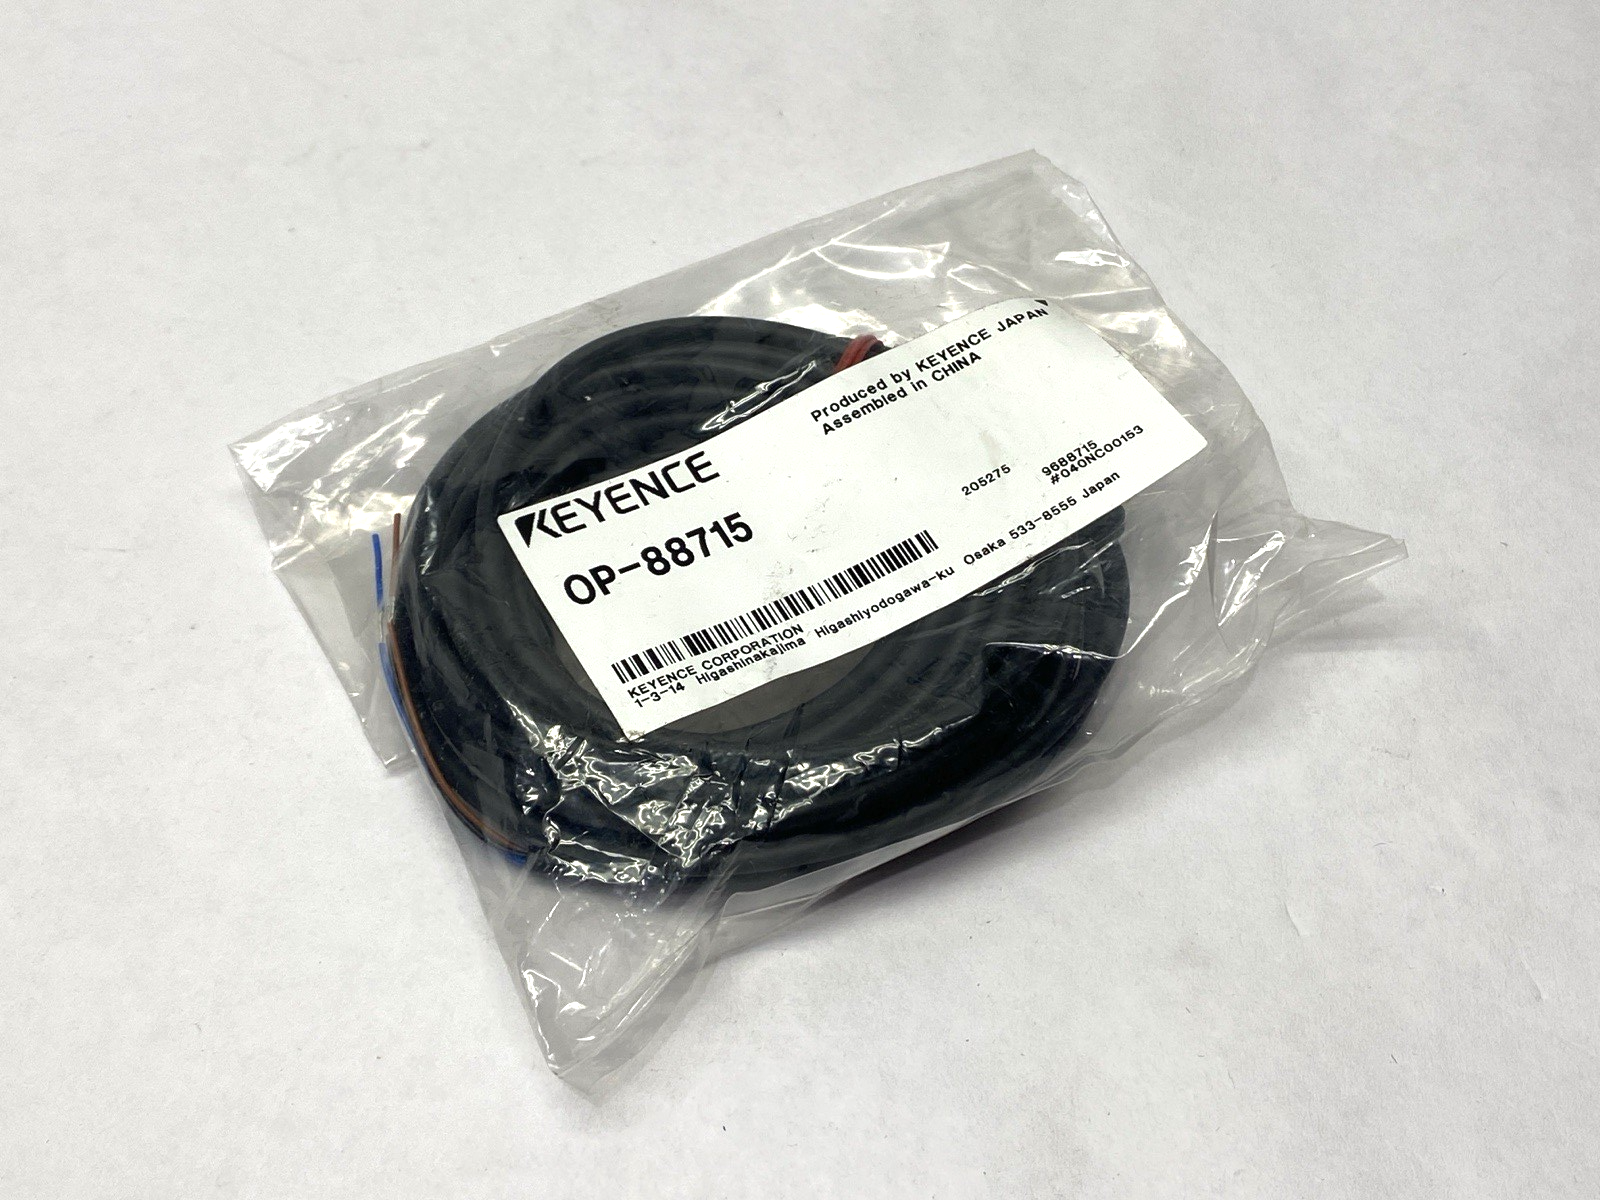 KEYENCE
OP-88715
Produced by KEYENCE JAPAN
Assembled in CHINA
205275
9688715
#040NC00153
KEYENCE CORPORATION
1-3-14 Higashinakajima Higashiyodogawa-ku Osaka 533-8555 Japan